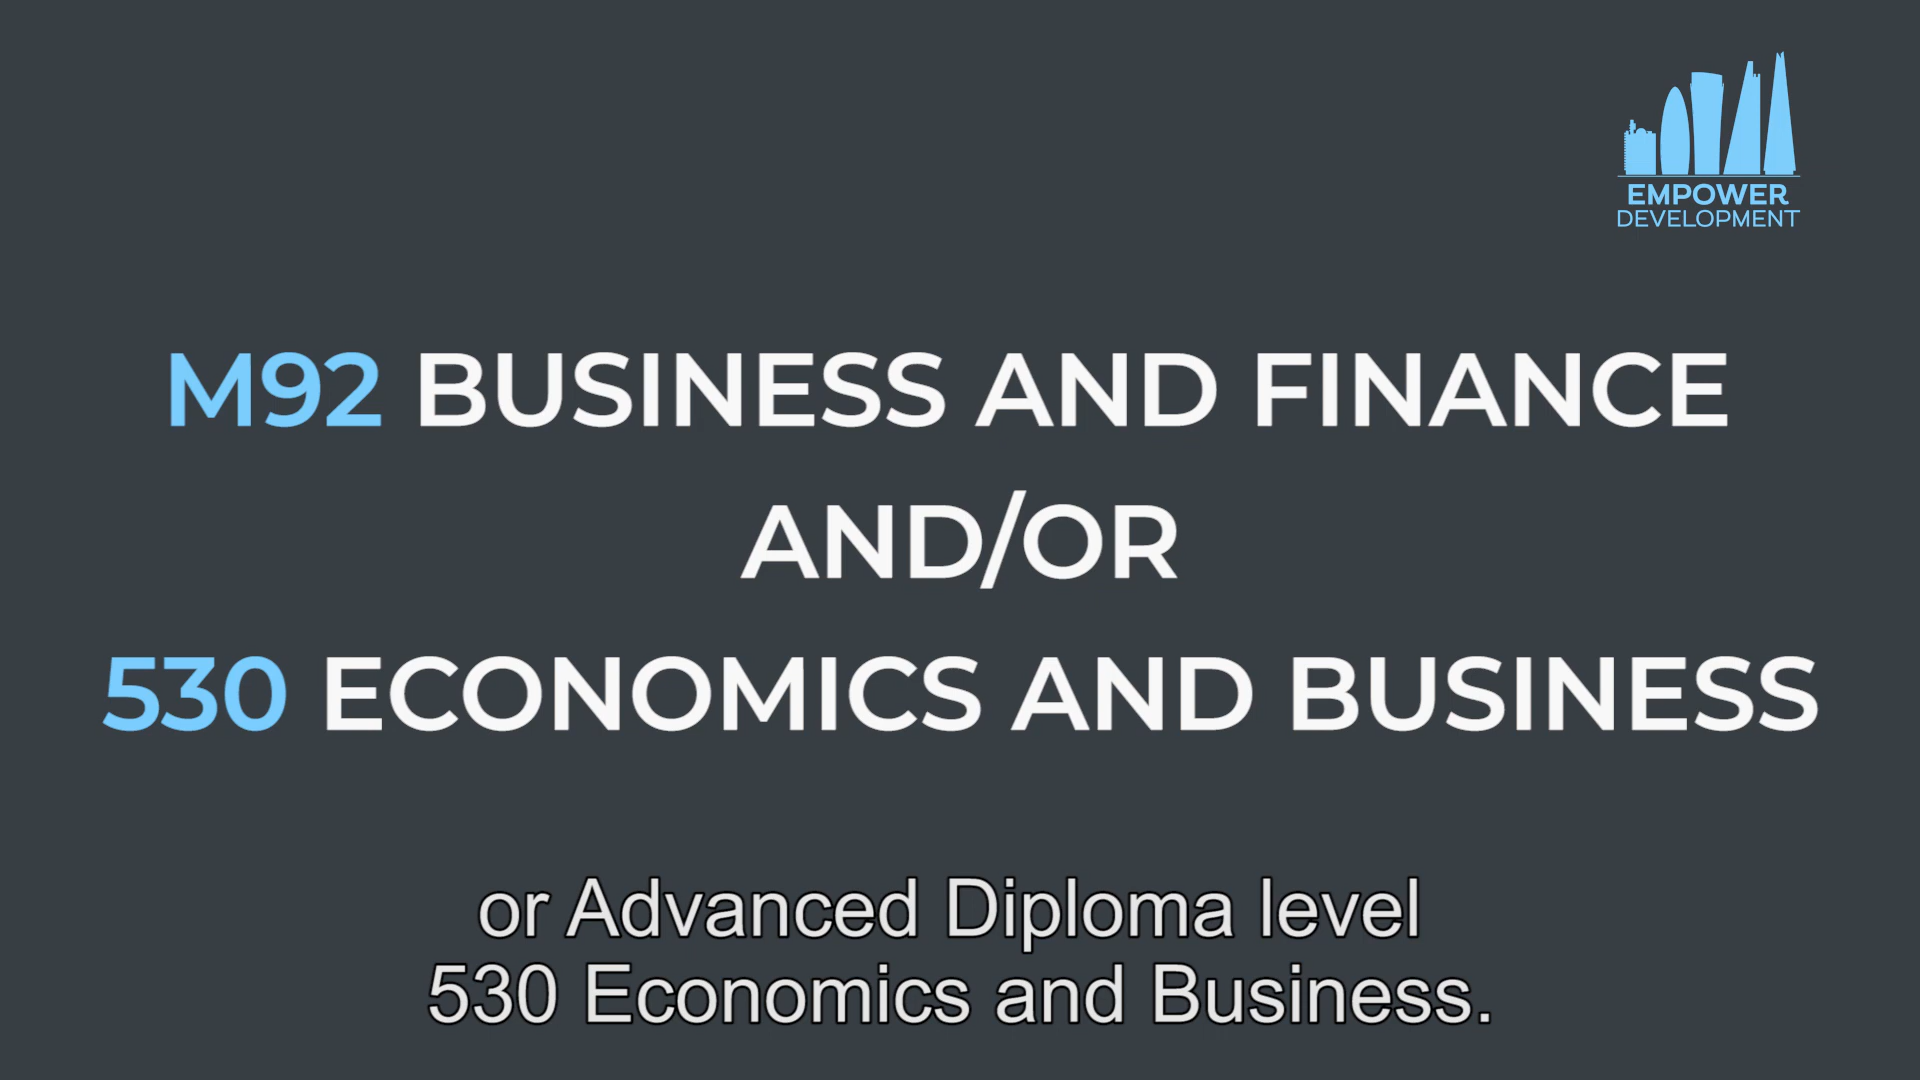 EMPOWER
DEVELOPMENT
M92 BUSINESS AND FINANCE
AND/OR
530 ECONOMICS AND BUSINESS
or Advanced Diploma level
530 Economics and Business.